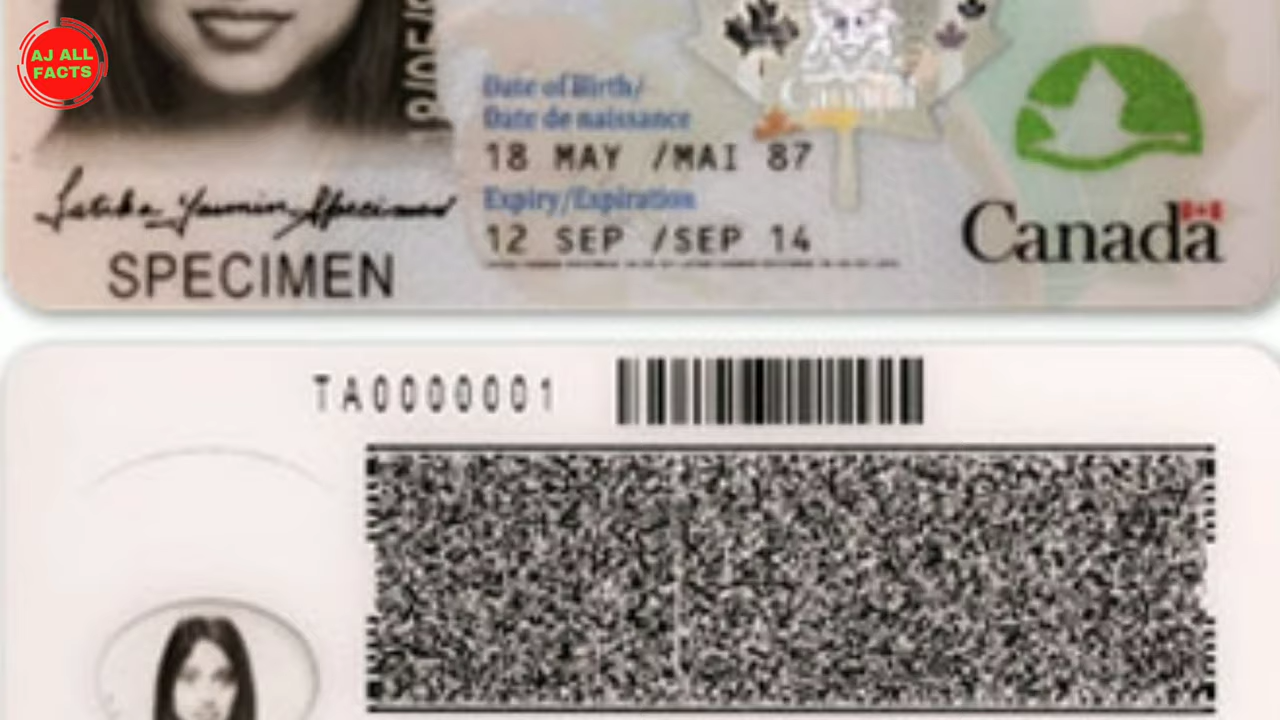 AJ ALL
FACTS
Date of Birth/
Date de naissance
18 MAY /MAI 87
Expiry/Expiration
12 SEP /SEP 14
Canada
Specimen
SPECIMEN
TA0000001